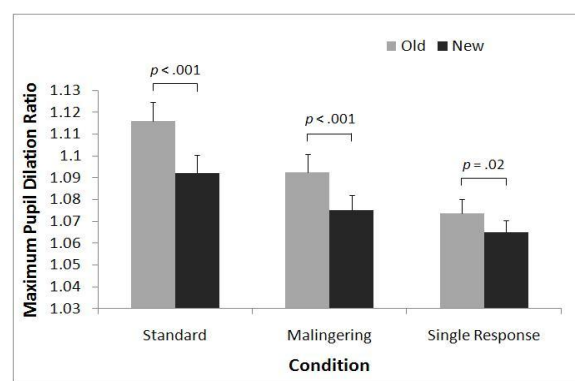 Old New
p < .001
p < .001
p = .02
Maximum Pupil Dilation Ratio
1.13
1.12
1.11
1.1
1.09
1.08
1.07
1.06
1.05
1.04
1.03
Standard Malingering Single Response
Condition